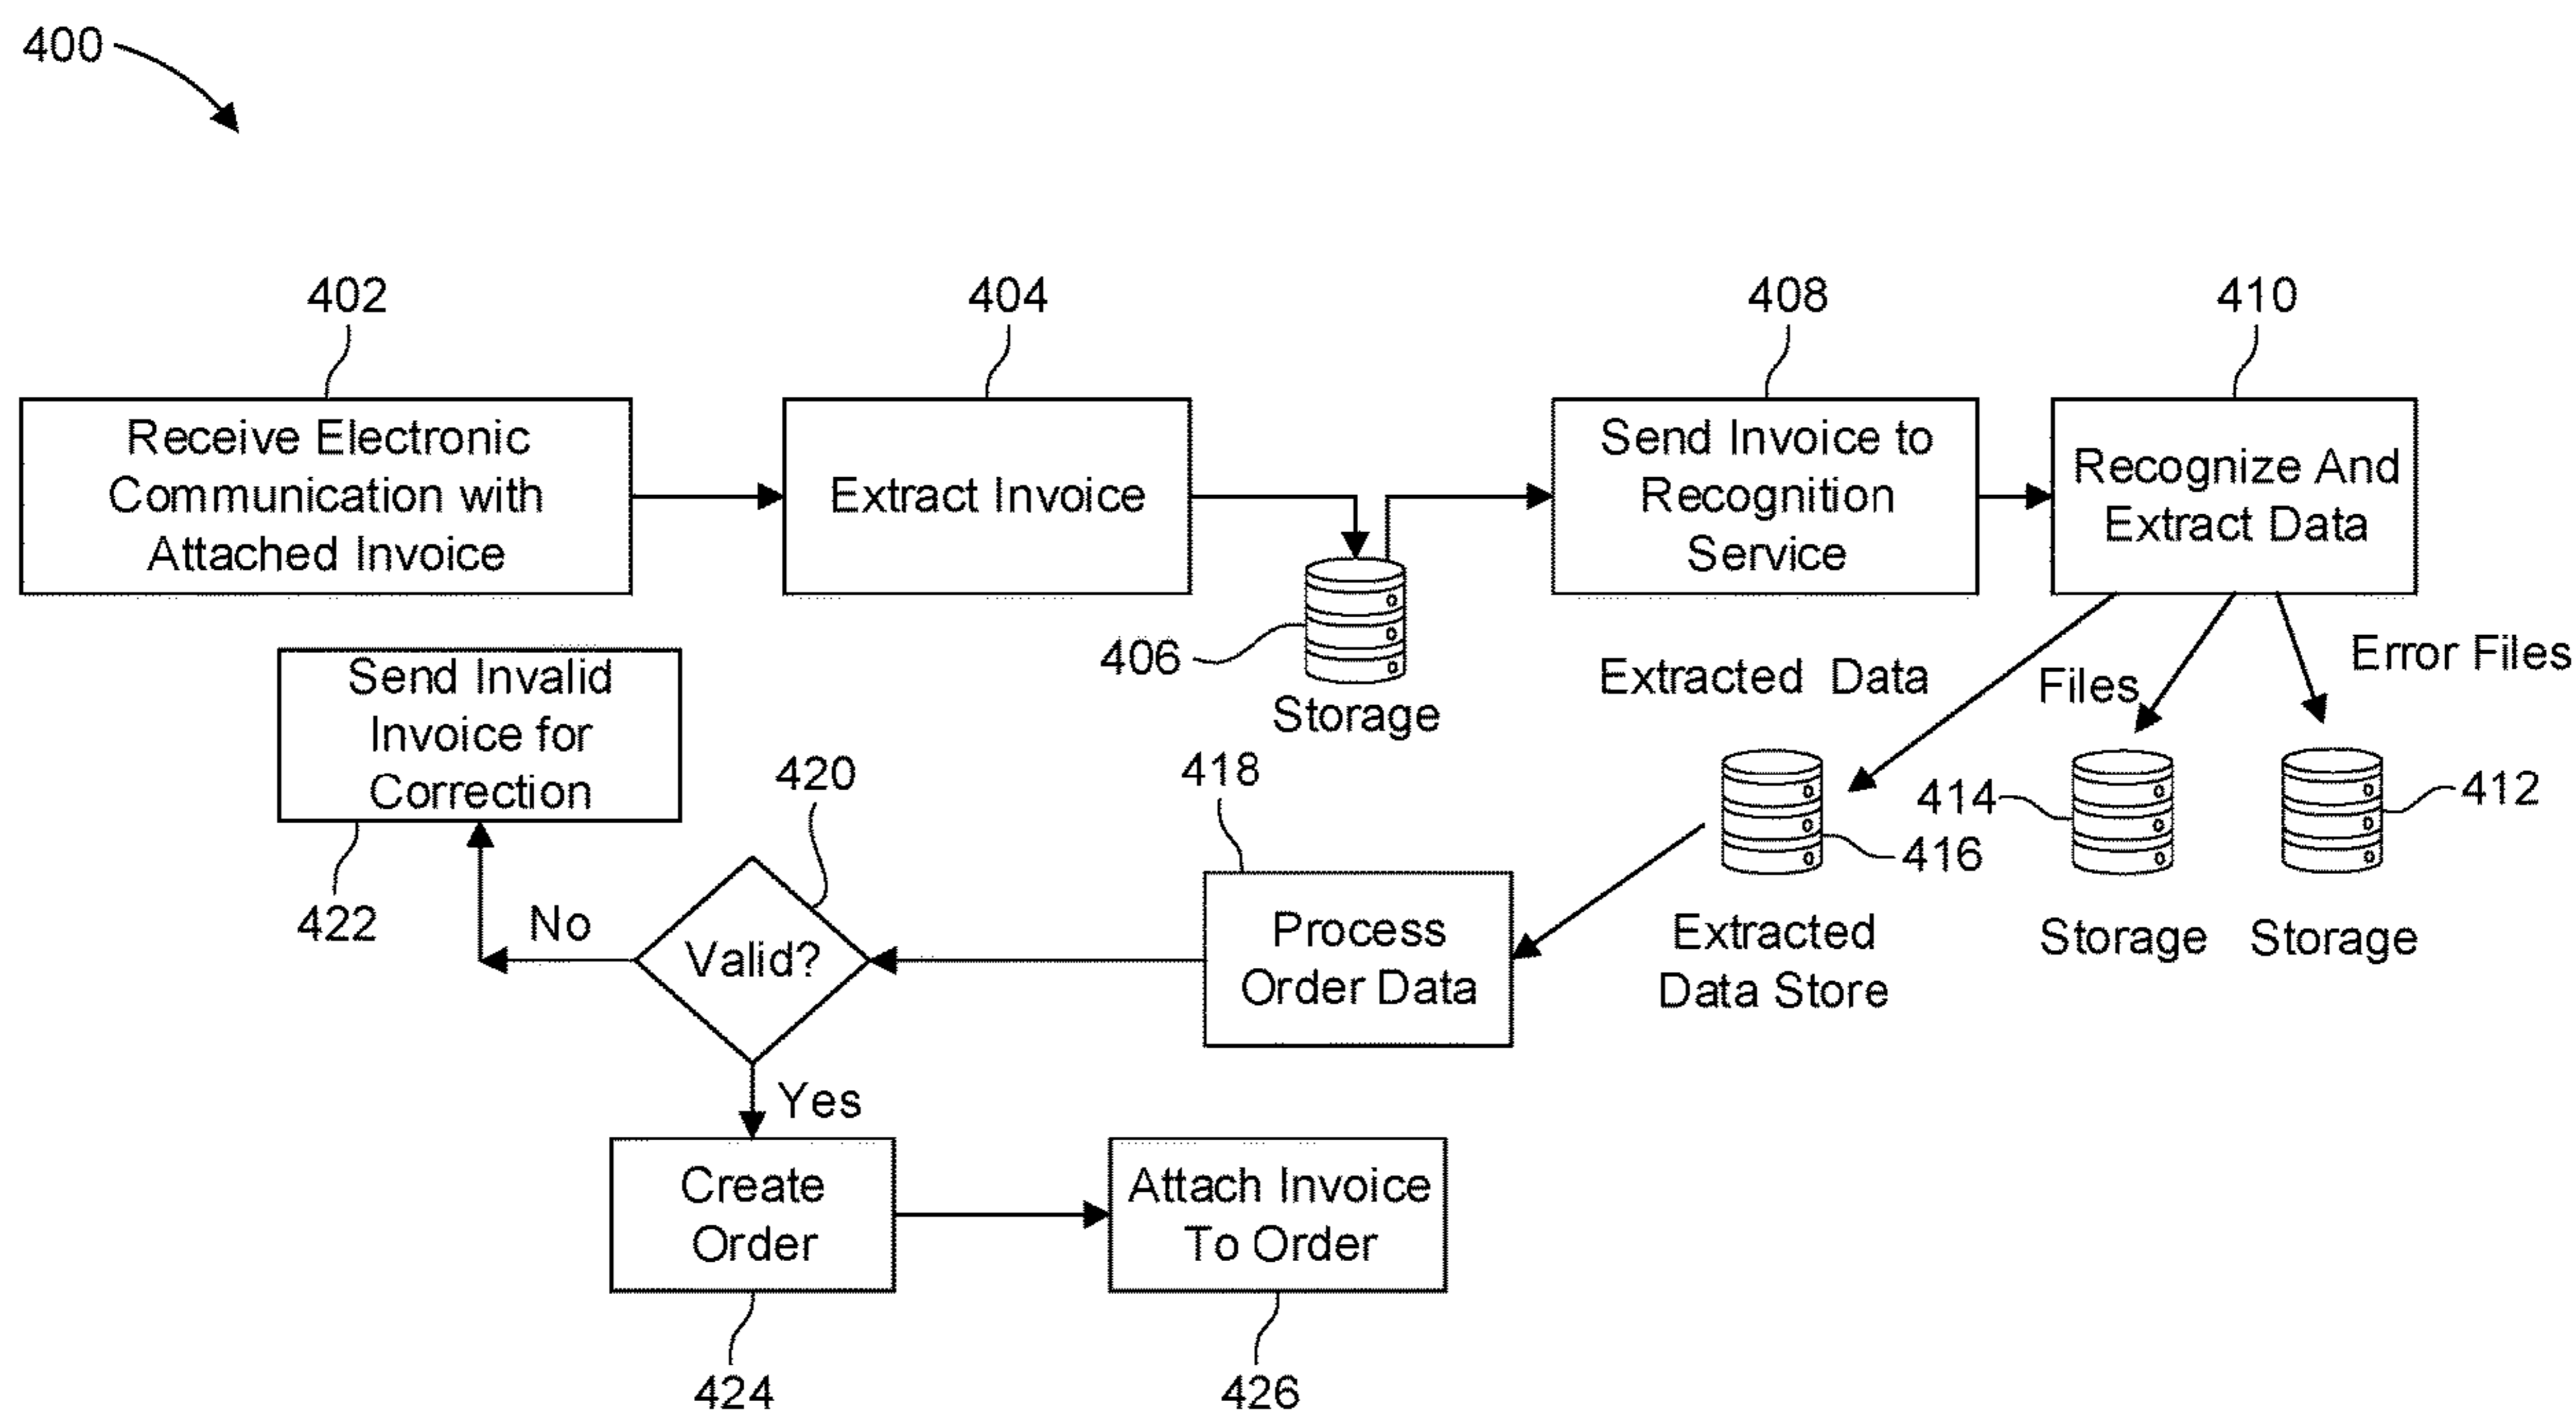 400
402
404
408
410
Receive Electronic
Communication with
Attached Invoice
Extract Invoice
Send Invoice to
Recognition
Service
Recognize And
Extract Data
406
Storage
Extracted Data
Files
Error Files
Send Invalid
Invoice for
Correction
422
420
418
414
416
412
No
Valid?
Process
Order Data
Extracted
Data Store
Storage
Storage
Yes
Create
Order
Attach Invoice
To Order
424
426